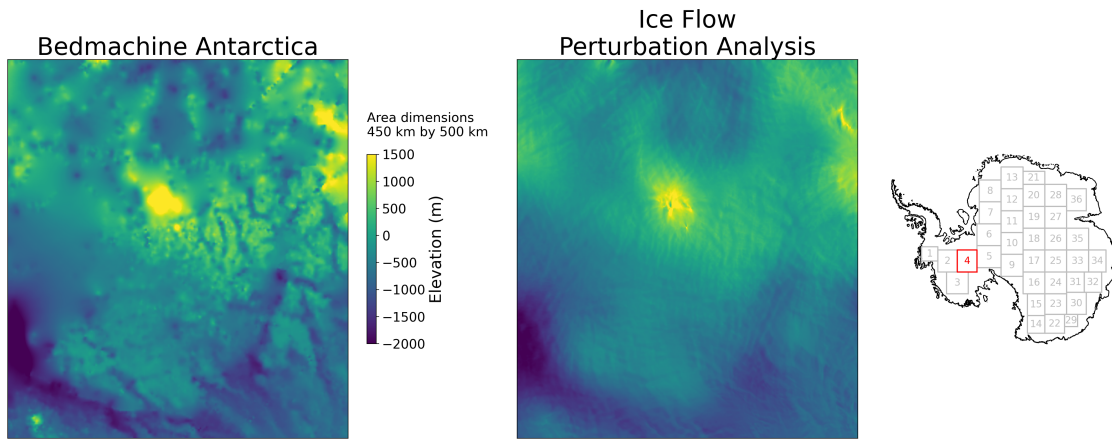 Bedmachine Antarctica
Ice Flow
Perturbation Analysis
Area dimensions
450 km by 500 km
1500
1000
500
0
−500
−1000
−1500
−2000
Elevation (m)
13 21
8 20 28
12 36
7 19 27
11
6 18 26 35
10
1 2 4 5 9 17 25 33 34
3 16 24 31 32
15 23 30
14 22 29